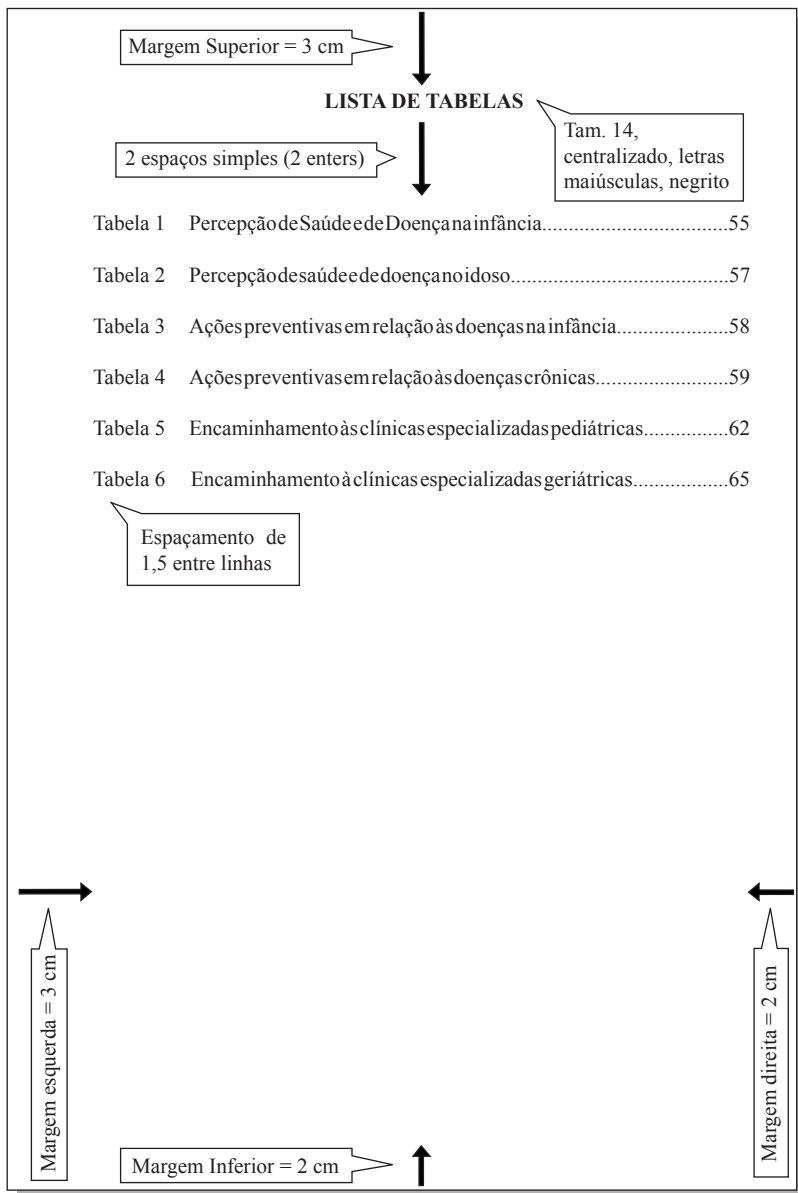 Margem Superior = 3 cm
LISTA DE TABELAS
Tam. 14,
centralizado, letras
maiúsculas, negrito
2 espaços simples (2 enters)
Tabela 1 Percepção de Saúde e de Doença na infância..................................55
Tabela 2 Percepção de saúde e de doença no idoso........................................57
Tabela 3 Ações preventivas em relação às doenças na infância....................58
Tabela 4 Ações preventivas em relação às doenças crônicas........................59
Tabela 5 Encaminhamento às clínicas especializadas pediátricas...............62
Tabela 6 Encaminhamento à clínicas especializadas geriátricas.................65
Espaçamento de
1,5 entre linhas
Margem esquerda = 3 cm
Margem direita = 2 cm
Margem Inferior = 2 cm